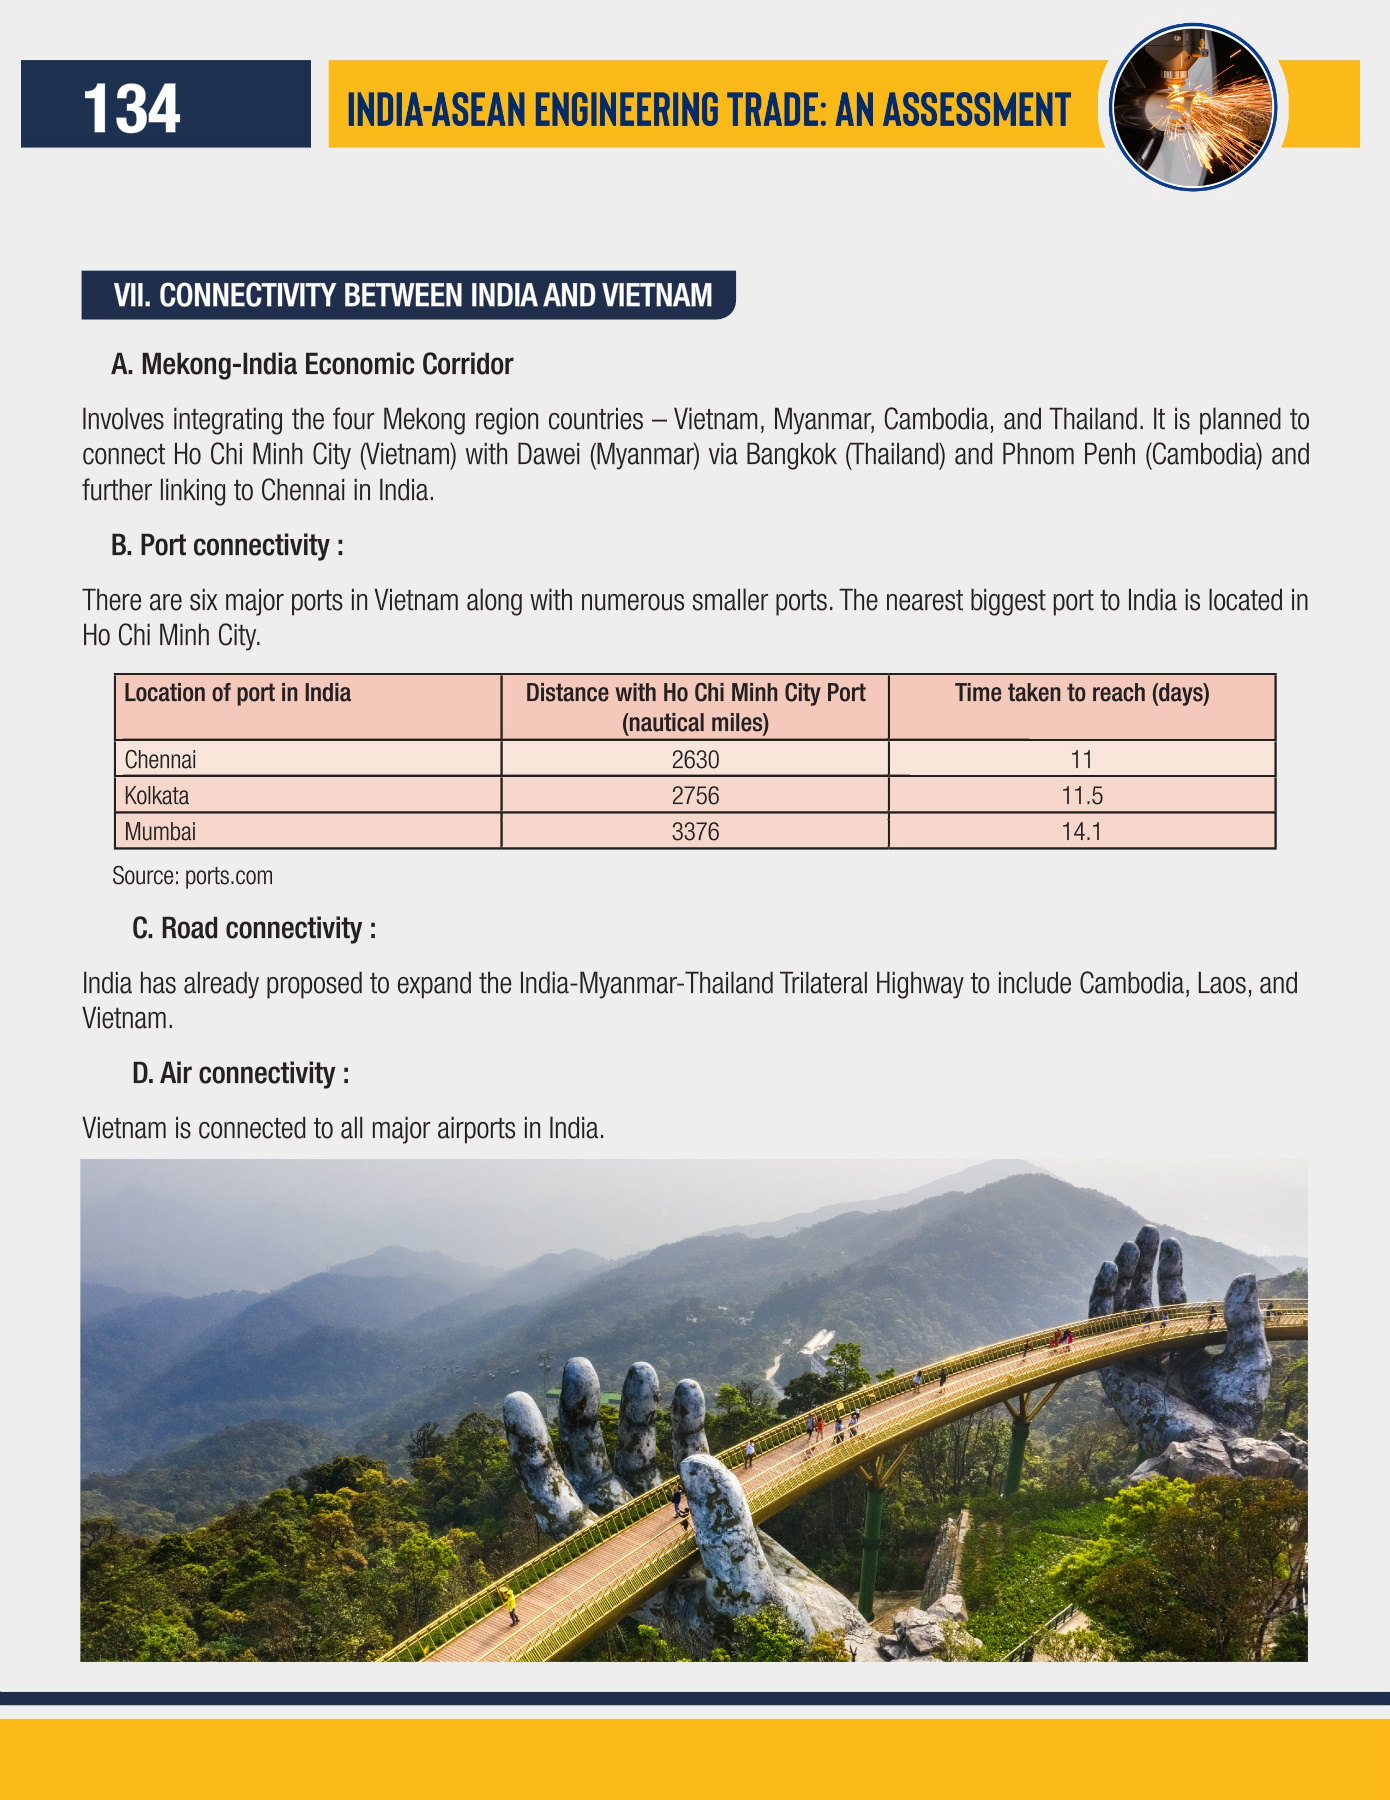 134
INDIA-ASEAN ENGINEERING TRADE: AN ASSESSMENT
VII. CONNECTIVITY BETWEEN INDIA AND VIETNAM
A. Mekong-India Economic Corridor
Involves integrating the four Mekong region countries – Vietnam, Myanmar, Cambodia, and Thailand. It is planned to
connect Ho Chi Minh City (Vietnam) with Dawei (Myanmar) via Bangkok (Thailand) and Phnom Penh (Cambodia) and
further linking to Chennai in India.
B. Port connectivity :
There are six major ports in Vietnam along with numerous smaller ports. The nearest biggest port to India is located in
Ho Chi Minh City.
Location of port in India Distance with Ho Chi Minh City Port Time taken to reach (days)
(nautical miles)
Chennai 2630 11
Kolkata 2756 11.5
Mumbai 3376 14.1
Source: ports.com
C. Road connectivity :
India has already proposed to expand the India-Myanmar-Thailand Trilateral Highway to include Cambodia, Laos, and
Vietnam.
D. Air connectivity :
Vietnam is connected to all major airports in India.